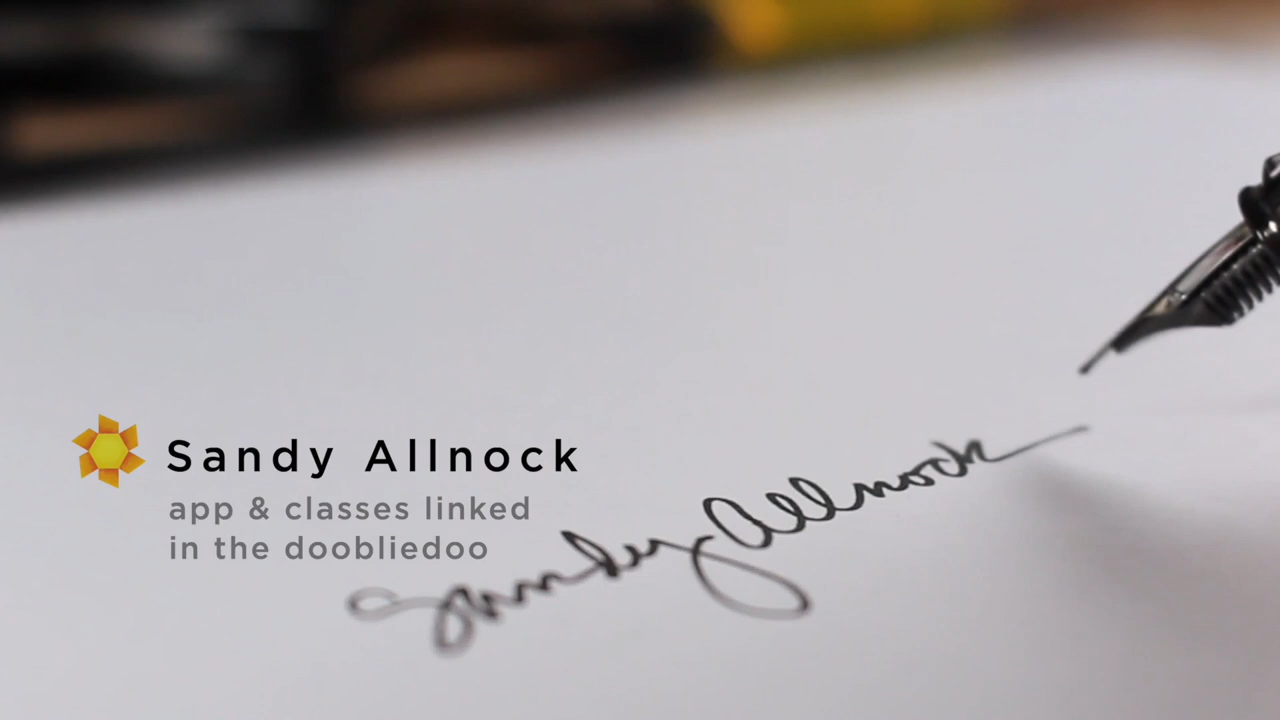 Sandy Allnock
app & classes linked
in the doobliedoo
Sandy Allnock